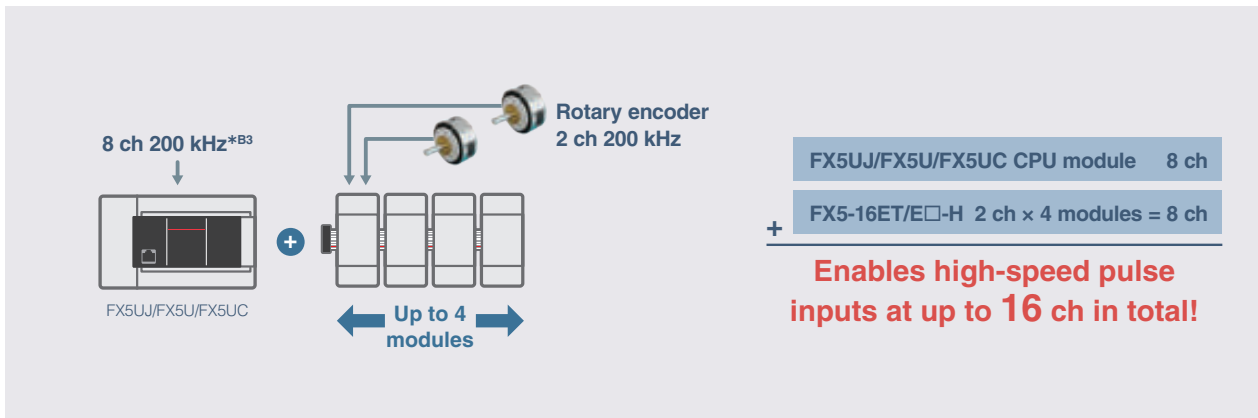 8 ch 200 kHz*B3
FX5UJ/FX5U/FX5UC
+
Rotary encoder
2 ch 200 kHz
Up to 4
modules
FX5UJ/FX5U/FX5UC CPU module 8 ch
+ FX5-16ET/E□-H 2 ch × 4 modules = 8 ch
Enables high-speed pulse
inputs at up to 16 ch in total!